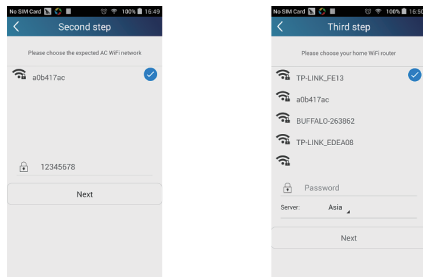 No SIM Card 100% 16:49
Second step
Please choose the expected AC WiFi network
a0b417ac
12345678
Next
No SIM Card 100% 16:50
Third step
Please choose your home WiFi router
TP-LINK_FE13
a0b417ac
BUFFALO-263862
TP-LINK_EDEA08
Password
Server: Asia
Next